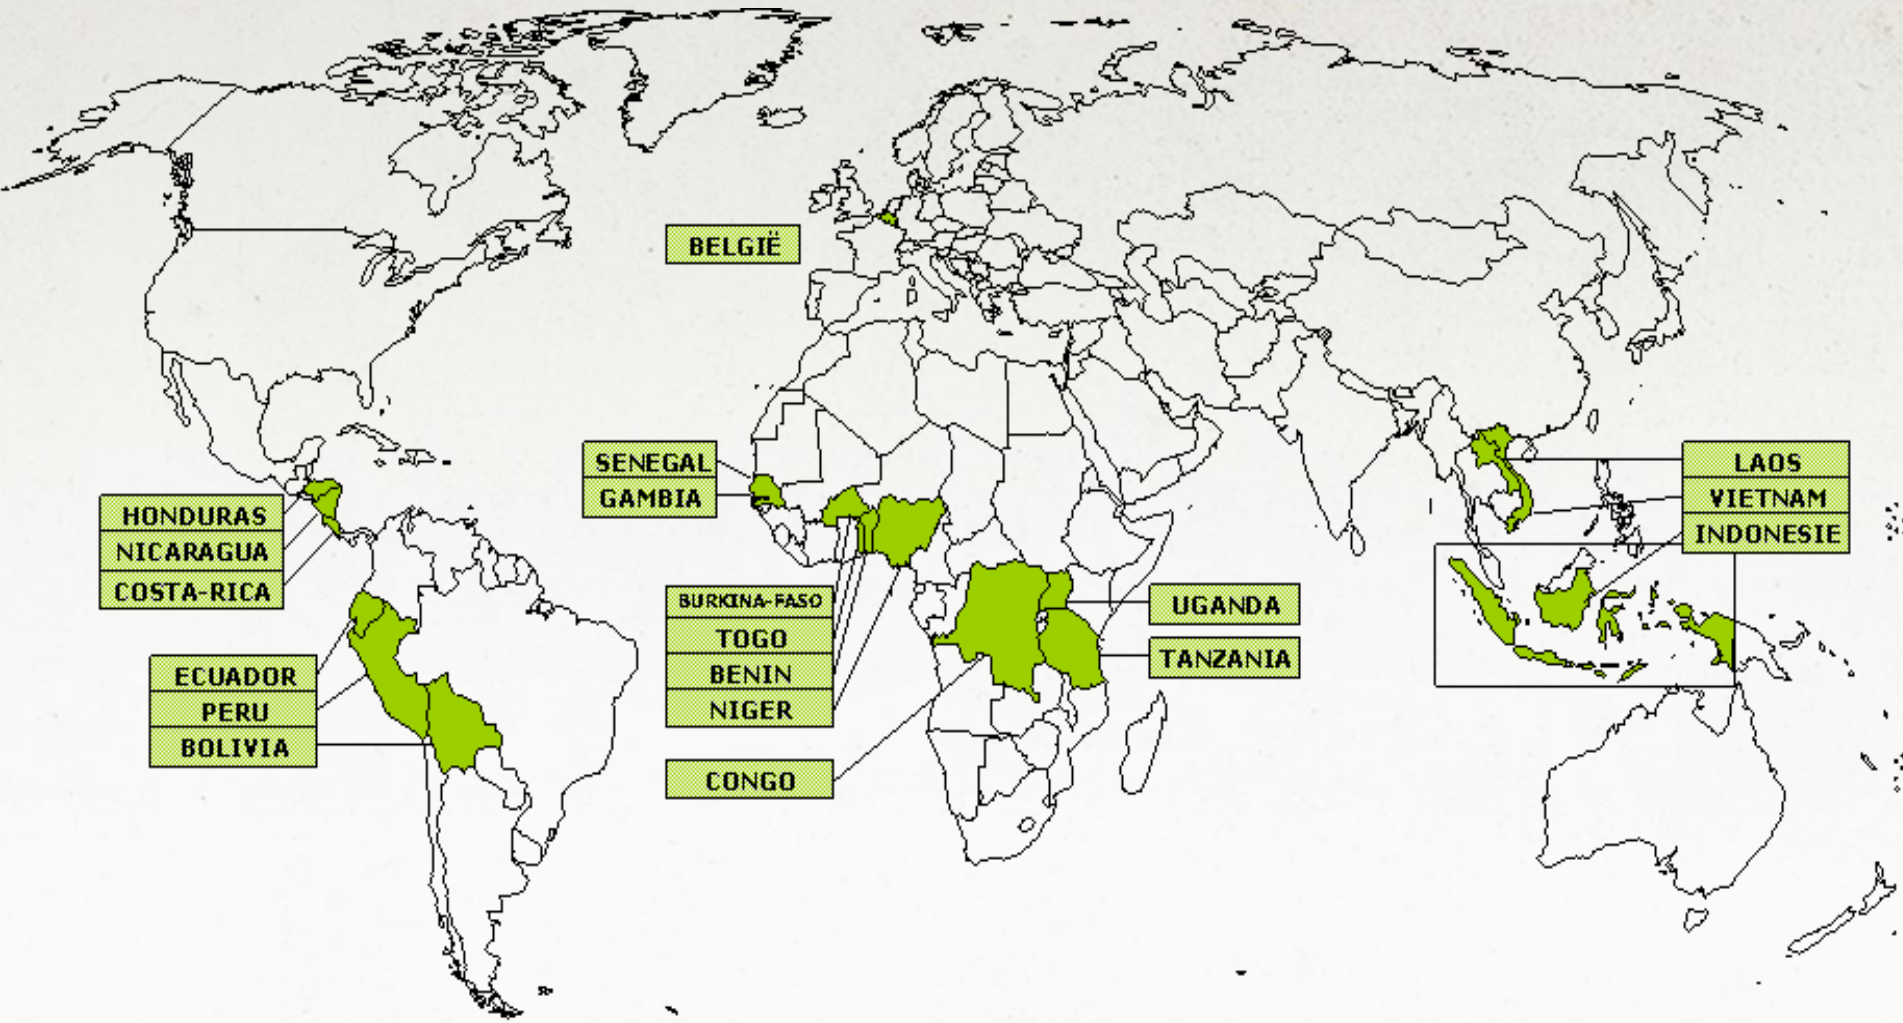 BELGIË
SENEGAL
GAMBIA
HONDURAS
NICARAGUA
COSTA-RICA
LAOS
VIETNAM
INDONESIE
BURKINA-FASO
TOGO
BENIN
NIGER
UGANDA
TANZANIA
ECUADOR
PERU
BOLIVIA
CONGO